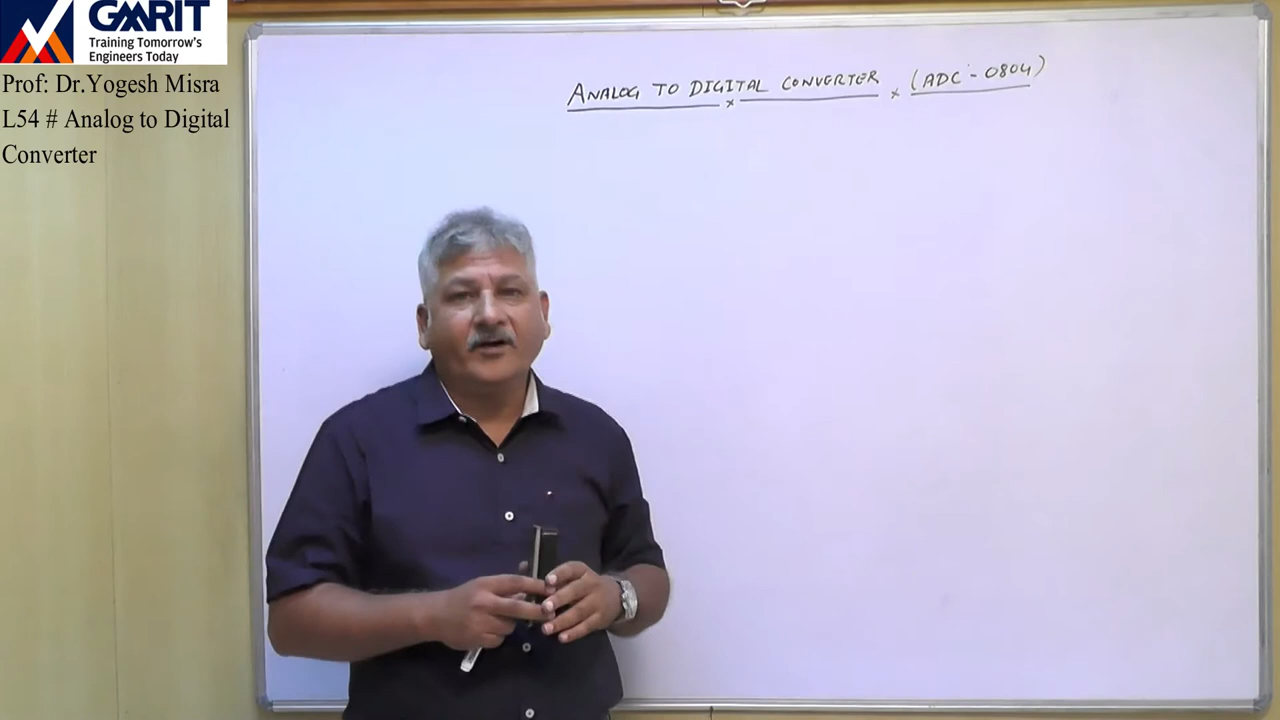 GMRIT
Training Tomorrow's
Engineers Today
Prof: Dr.Yogesh Misra
L54 # Analog to Digital
Converter
ANALOG TO DIGITAL CONVERTER (ADC - 0804)